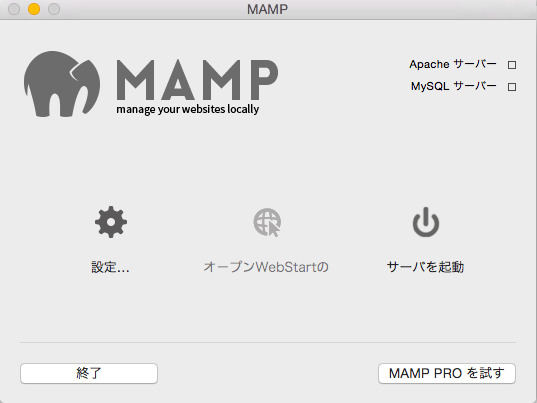 MAMP
MAMP
manage your websites locally
Apache サーバー
MySQL サーバー
設定...
オープンWebStartの
サーバを起動
終了
MAMP PRO を試す